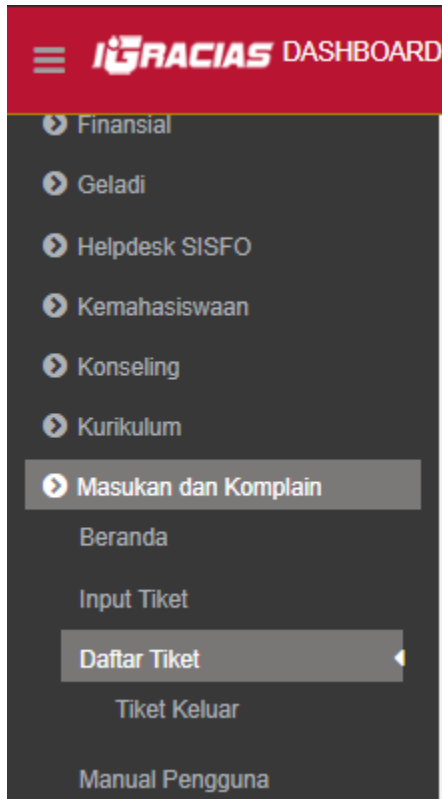 iGRACIAS DASHBOARD
Finansial
Geladi
Helpdesk SISFO
Kemahasiswaan
Konseling
Kurikulum
Masukan dan Komplain
Beranda
Input Tiket
Daftar Tiket
Tiket Keluar
Manual Pengguna